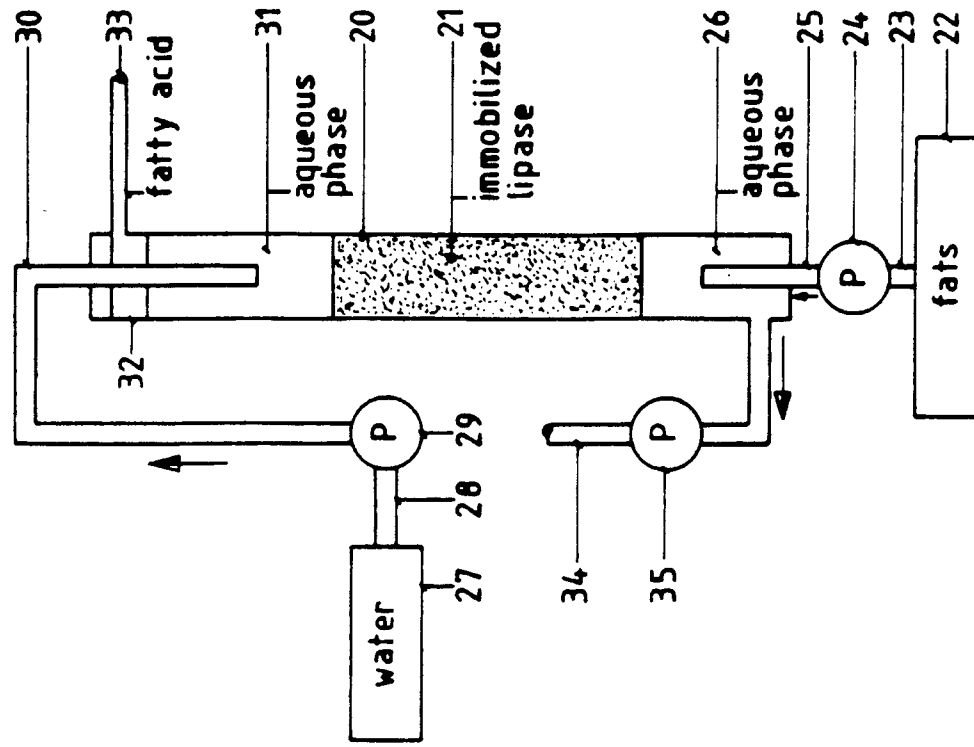 30
33
fatty acid
31
aqueous
phase
20
21
immobilized
lipase
26
aqueous
phase
25
24
P
23
22
fats
32
P
29
28
27
water
34
35
P